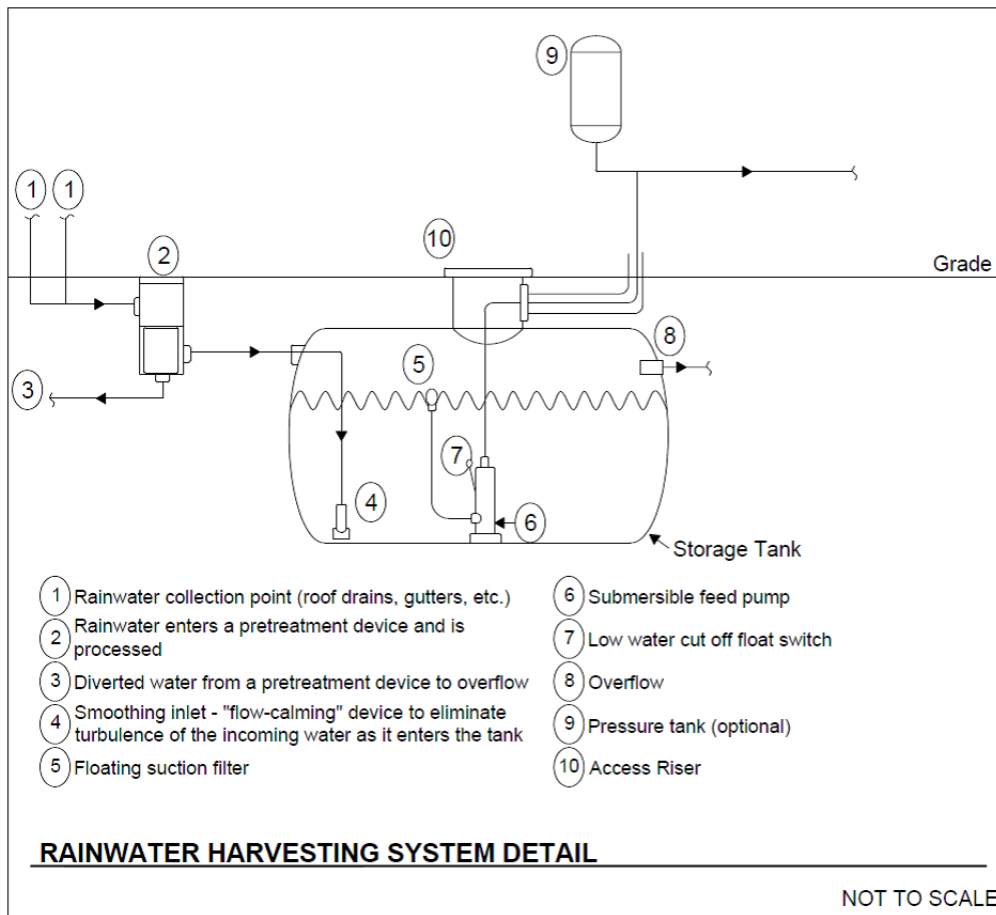 9
1 1
10
2
Grade
8
5
3
7
4
6
Storage Tank
1 Rainwater collection point (roof drains, gutters, etc.)
2 Rainwater enters a pretreatment device and is
processed
3 Diverted water from a pretreatment device to overflow
4 Smoothing inlet - "flow-calming" device to eliminate
turbulence of the incoming water as it enters the tank
5 Floating suction filter
6 Submersible feed pump
7 Low water cut off float switch
8 Overflow
9 Pressure tank (optional)
10 Access Riser
RAINWATER HARVESTING SYSTEM DETAIL
NOT TO SCALE